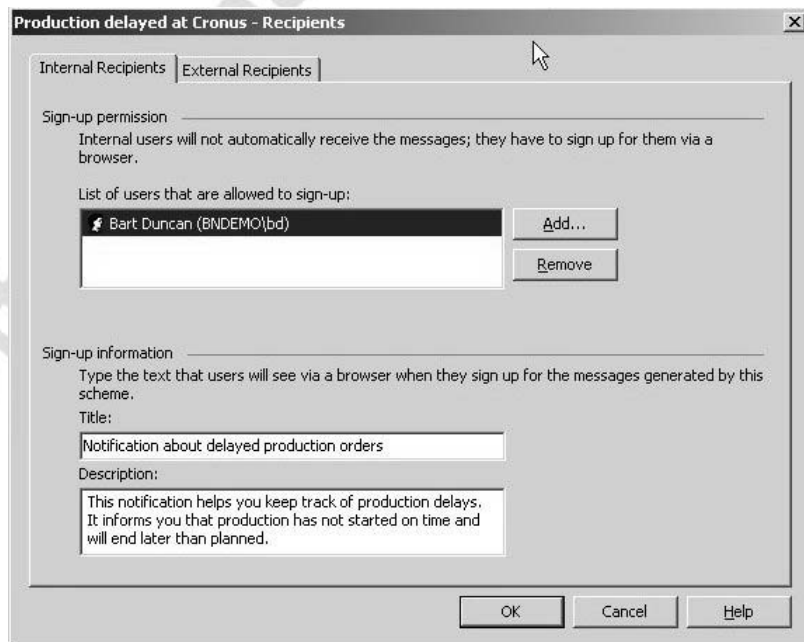 Production delayed at Cronus - Recipients
Internal Recipients
External Recipients
Sign-up permission
Internal users will not automatically receive the messages; they have to sign up for them via a
browser.
List of users that are allowed to sign-up:
Bart Duncan (BNDEMO\bd)
Add...
Remove
Sign-up information
Type the text that users will see via a browser when they sign up for the messages generated by this
scheme.
Title:
Notification about delayed production orders
Description:
This notification helps you keep track of production delays.
It informs you that production has not started on time and
will end later than planned.
OK
Cancel
Help